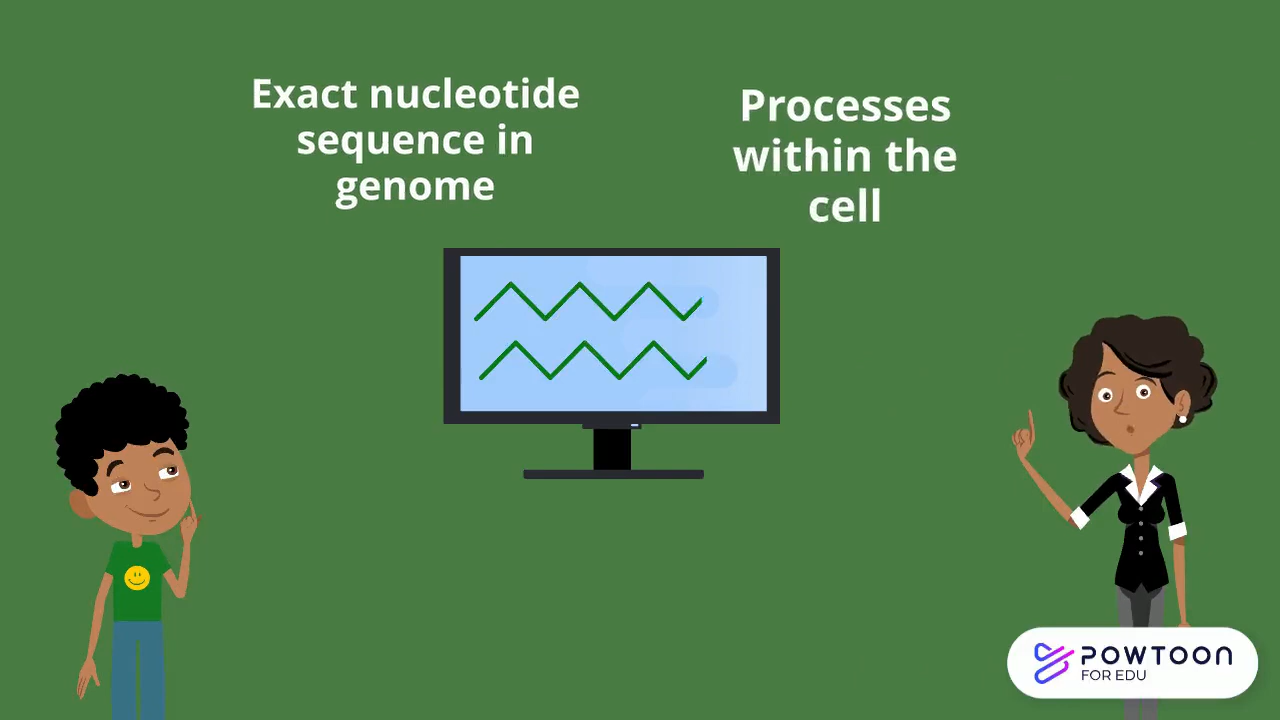 Exact nucleotide
sequence in
genome
Processes
within the
cell
POWTOON
FOR EDU